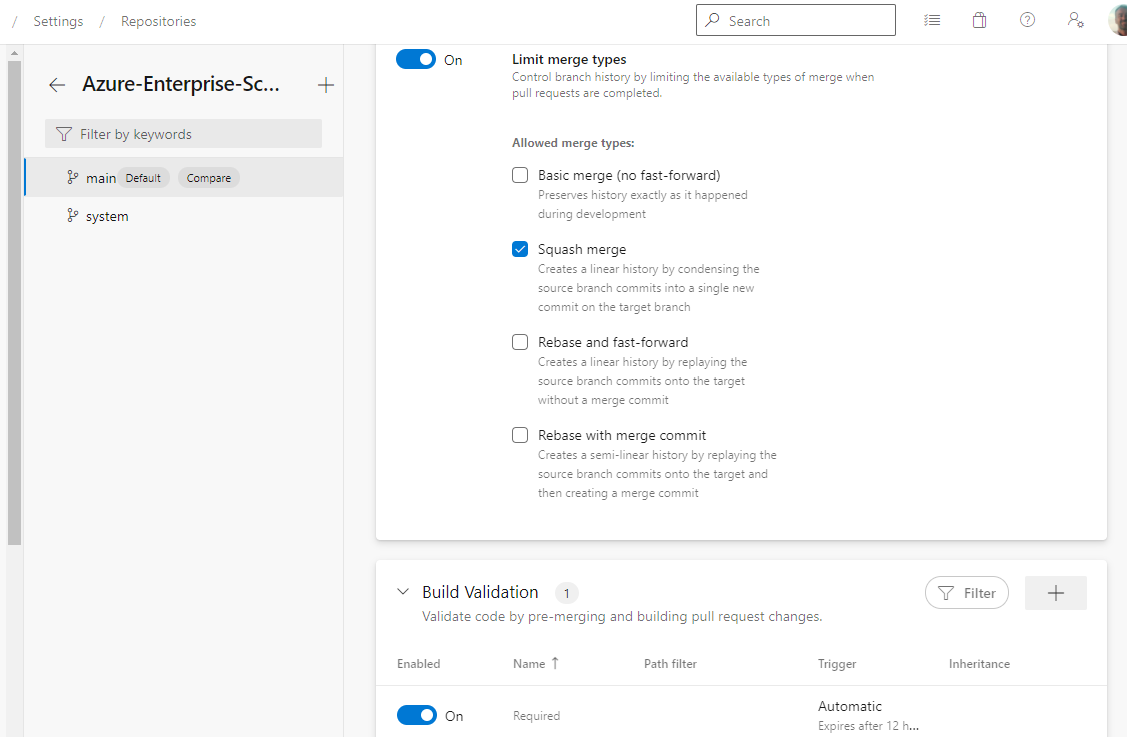 / Settings / Repositories
Search
Azure-Enterprise-Sc...
Filter by keywords
main Default Compare
system
On
Limit merge types
Control branch history by limiting the available types of merge when
pull requests are completed.
Allowed merge types:
Basic merge (no fast-forward)
Preserves history exactly as it happened
during development
Squash merge
Creates a linear history by condensing the
source branch commits into a single new
commit on the target branch
Rebase and fast-forward
Creates a linear history by replaying the
source branch commits onto the target
without a merge commit
Rebase with merge commit
Creates a semi-linear history by replaying the
source branch commits onto the target and
then creating a merge commit
Build Validation 1
Filter
Validate code by pre-merging and building pull request changes.
Enabled Name ↑ Path filter Trigger Inheritance
On Required Automatic
Expires after 12 h...